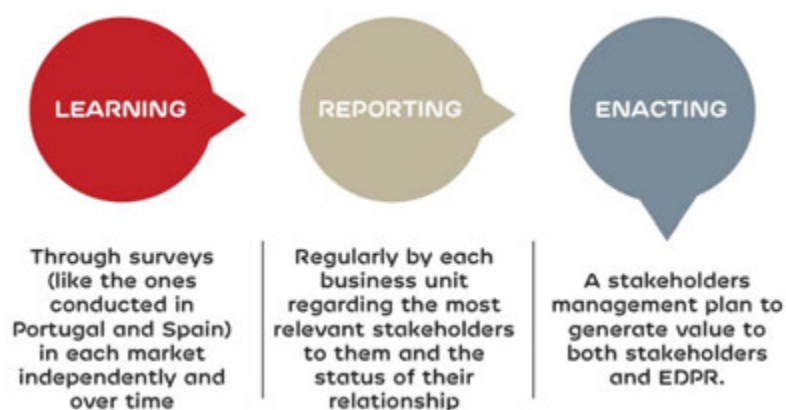 LEARNING
REPORTING
ENACTING
Through surveys
(like the ones
conducted in
Portugal and Spain)
in each market
independently and
over time
Regularly by each
business unit
regarding the most
relevant stakeholders
to them and the
status of their
relationship
A stakeholders
management plan to
generate value to
both stakeholders
and EDPR.